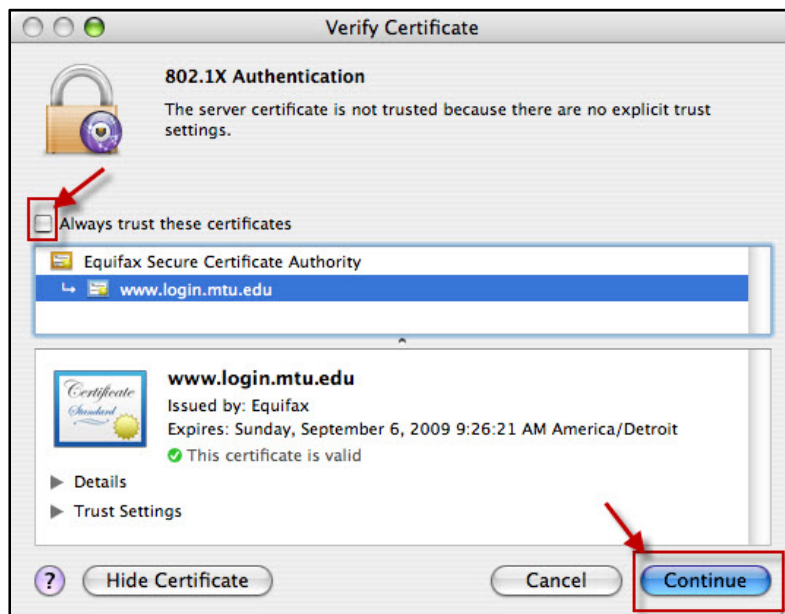 Verify Certificate
802.1X Authentication
The server certificate is not trusted because there are no explicit trust
settings.
Always trust these certificates
Equifax Secure Certificate Authority
www.login.mtu.edu
Certificate
Standard
www.login.mtu.edu
Issued by: Equifax
Expires: Sunday, September 6, 2009 9:26:21 AM America/Detroit
This certificate is valid
Details
Trust Settings
? Hide Certificate Cancel Continue